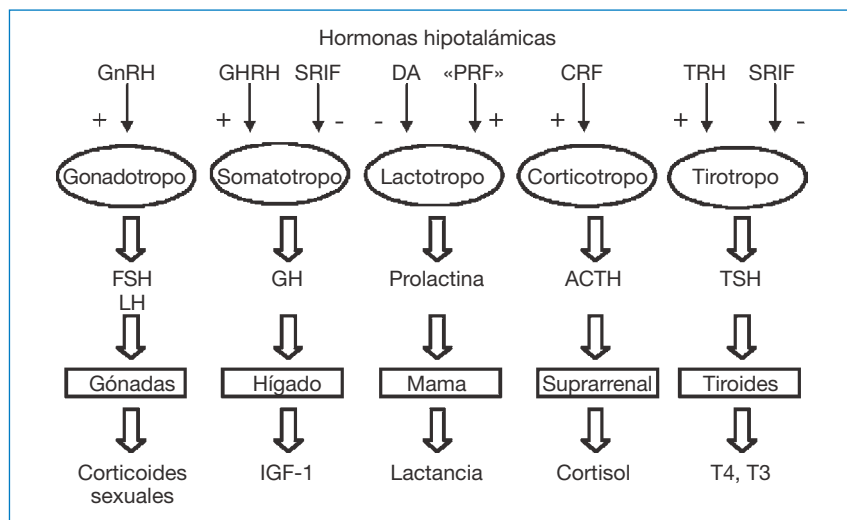 Hormonas hipotalámicas
GnRH GHRH SRIF DA «PRF» CRF TRH SRIF
+ + - - + + + -
Gonadotropo Somatotropo Lactotropo Corticotropo Tirotropo
FSH GH Prolactina ACTH TSH
LH
Gónadas Hígado Mama Suprarrenal Tiroides
Corticoides IGF-1 Lactancia Cortisol T4, T3
sexuales